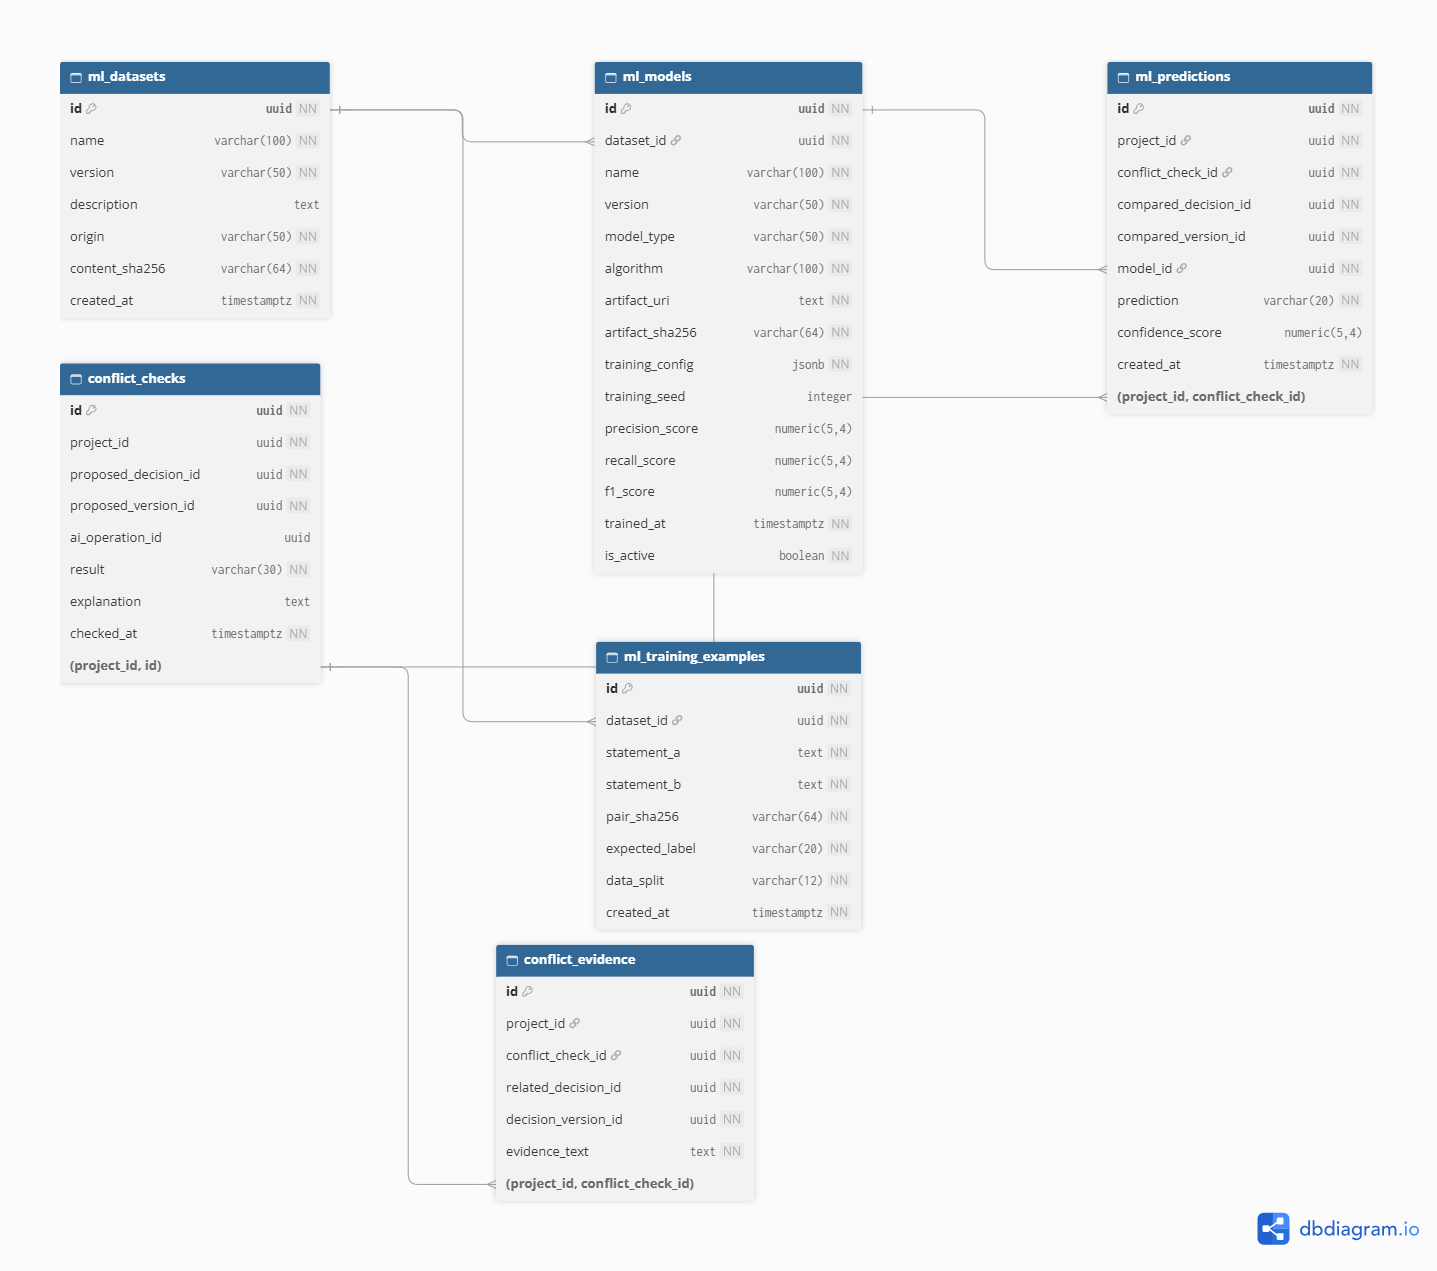 ml_datasets
id uuid NN
name varchar(100) NN
version varchar(50) NN
description text
origin varchar(50) NN
content_sha256 varchar(64) NN
created_at timestamptz NN
conflict_checks
id uuid NN
project_id uuid NN
proposed_decision_id uuid NN
proposed_version_id uuid NN
ai_operation_id uuid
result varchar(30) NN
explanation text
checked_at timestamptz NN
(project_id, id)
ml_models
id uuid NN
dataset_id uuid NN
name varchar(100) NN
version varchar(50) NN
model_type varchar(50) NN
algorithm varchar(100) NN
artifact_uri text NN
artifact_sha256 varchar(64) NN
training_config jsonb NN
training_seed integer
precision_score numeric(5,4)
recall_score numeric(5,4)
f1_score numeric(5,4)
trained_at timestamptz NN
is_active boolean NN
ml_training_examples
id uuid NN
dataset_id uuid NN
statement_a text NN
statement_b text NN
pair_sha256 varchar(64) NN
expected_label varchar(20) NN
data_split varchar(12) NN
created_at timestamptz NN
conflict_evidence
id uuid NN
project_id uuid NN
conflict_check_id uuid NN
related_decision_id uuid NN
decision_version_id uuid NN
evidence_text text NN
(project_id, conflict_check_id)
ml_predictions
id uuid NN
project_id uuid NN
conflict_check_id uuid NN
compared_decision_id uuid NN
compared_version_id uuid NN
model_id uuid NN
prediction varchar(20) NN
confidence_score numeric(5,4)
created_at timestamptz NN
(project_id, conflict_check_id)
dbdiagram.io